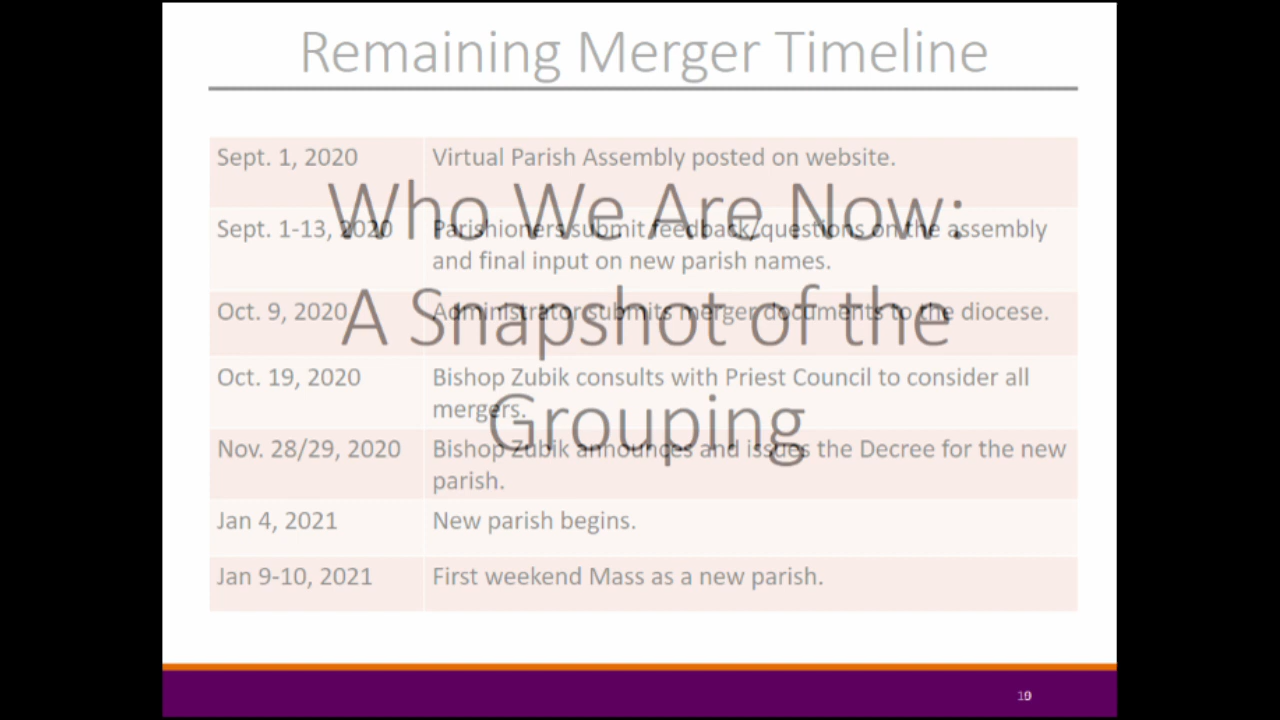 Remaining Merger Timeline
Sept. 1, 2020 Virtual Parish Assembly posted on website.
Sept. 1-13, 2020 Parishioners submit feedback/questions on the assembly
and final input on new parish names.
Oct. 9, 2020 Administrator submits merger documents to the diocese.
Oct. 19, 2020 Bishop Zubik consults with Priest Council to consider all
mergers.
Nov. 28/29, 2020 Bishop Zubik announces and issues the Decree for the new
parish.
Jan 4, 2021 New parish begins.
Jan 9-10, 2021 First weekend Mass as a new parish.
Who We Are Now:
A Snapshot of the
Grouping